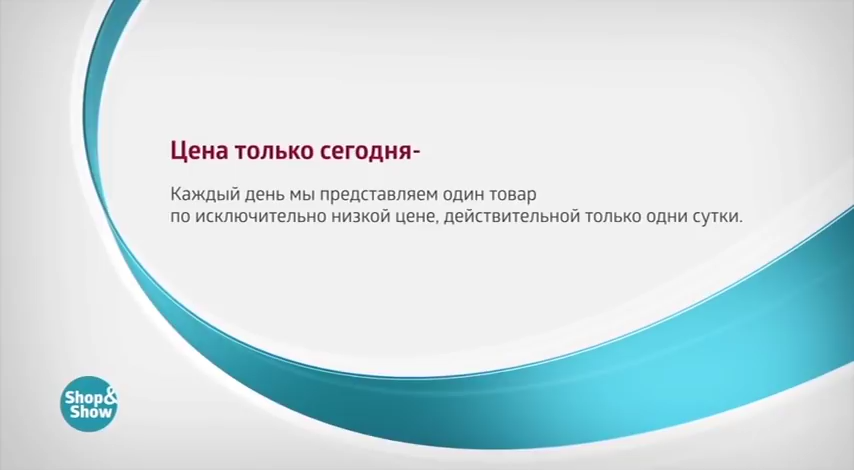 Цена только сегодня-
Каждый день мы представляем один товар
по исключительно низкой цене, действительной только одни сутки.
Shop&
Show